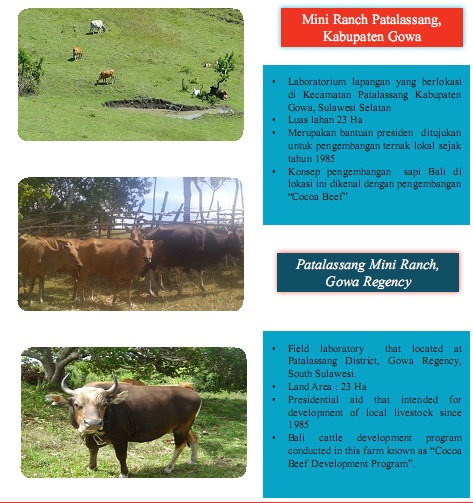 Mini Ranch Patalassang,
Kabupaten Gowa
• Laboratorium lapangan yang berlokasi
di Kecamatan Patalassang Kabupaten
Gowa, Sulawesi Selatan
• Luas lahan 23 Ha
• Merupakan bantuan presiden ditujukan
untuk pengembangan ternak lokal sejak
tahun 1985
• Konsep pengembangan sapi Bali di
lokasi ini dikenal dengan pengembangan
“Cocoa Beef”
Patalassang Mini Ranch,
Gowa Regency
• Field laboratory that located at
Patalassang District, Gowa Regency,
South Sulawesi.
• Land Area : 23 Ha
• Presidential aid that intended for
development of local livestock since
1985
• Bali cattle development program
conducted in this farm known as “Cocoa
Beef Development Program”.